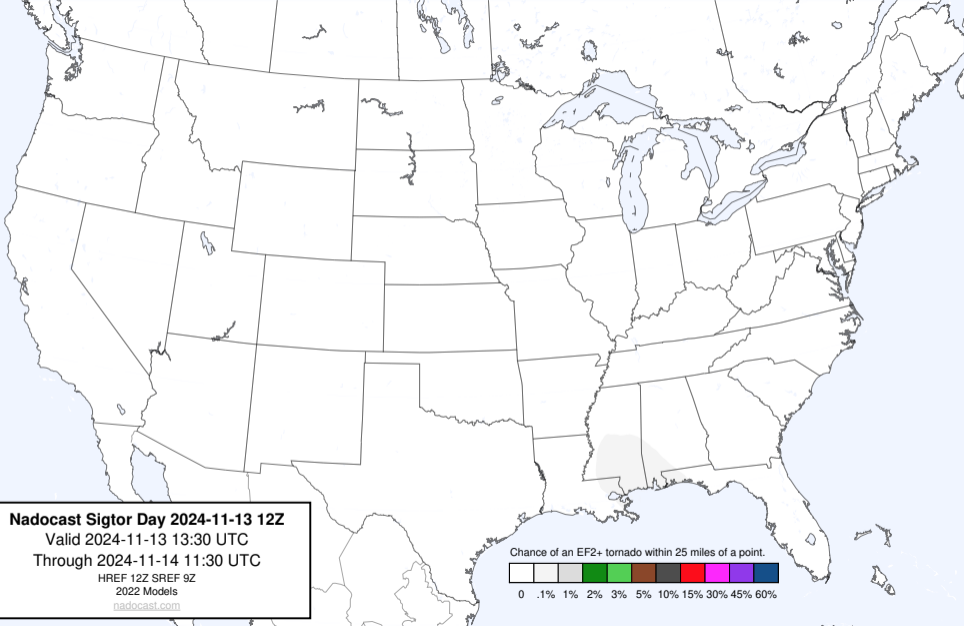 Nadocast Sigtor Day 2024-11-13 12Z
Valid 2024-11-13 13:30 UTC
Through 2024-11-14 11:30 UTC
HREF 12Z SREF 9Z
2022 Models
nadocast.com
Chance of an EF2+ tornado within 25 miles of a point.
0 .1% 1% 2% 3% 5% 10% 15% 30% 45% 60%